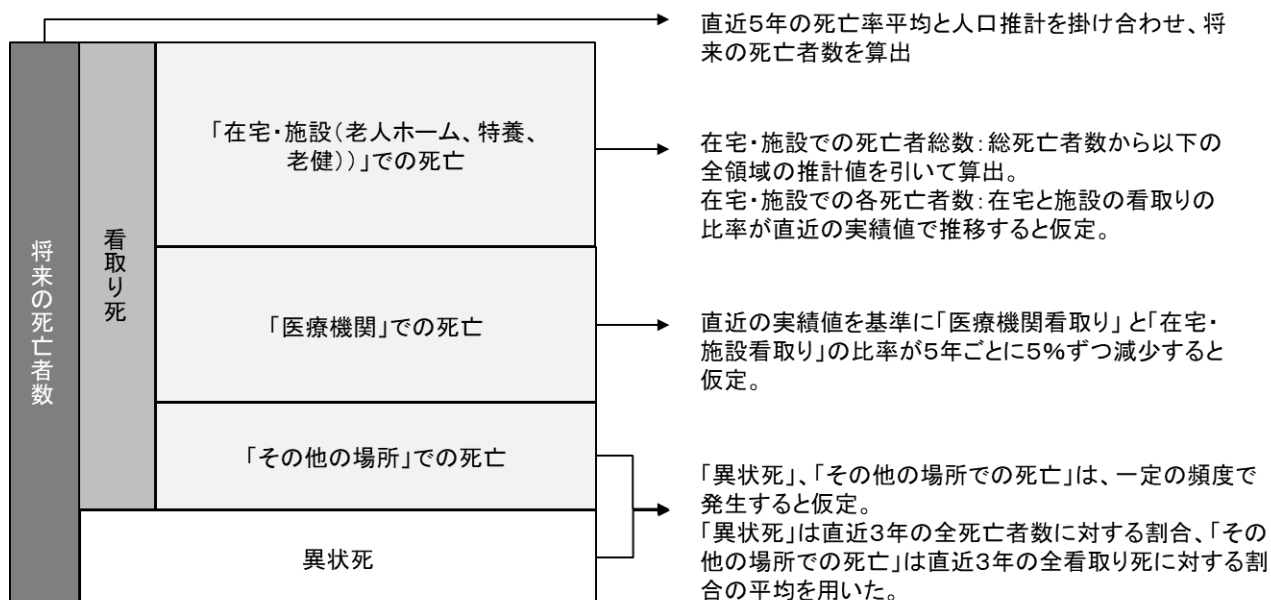 直近5年の死亡率平均と人口推計を掛け合わせ、将
来の死亡者数を算出
将来の死亡者数
看取り死
「在宅・施設（老人ホーム、特養、
老健））」での死亡
在宅・施設での死亡者総数：総死亡者数から以下の
全領域の推計値を引いて算出。
在宅・施設での各死亡者数：在宅と施設の看取りの
比率が直近の実績値で推移すると仮定。
「医療機関」での死亡
直近の実績値を基準に「医療機関看取り」と「在宅・
施設看取り」の比率が5年ごとに5%ずつ減少すると
仮定。
「その他の場所」での死亡
異状死
「異状死」、「その他の場所での死亡」は、一定の頻度で
発生すると仮定。
「異状死」は直近3年の全死亡者数に対する割合、「その
他の場所での死亡」は直近3年の全看取り死に対する割
合の平均を用いた。